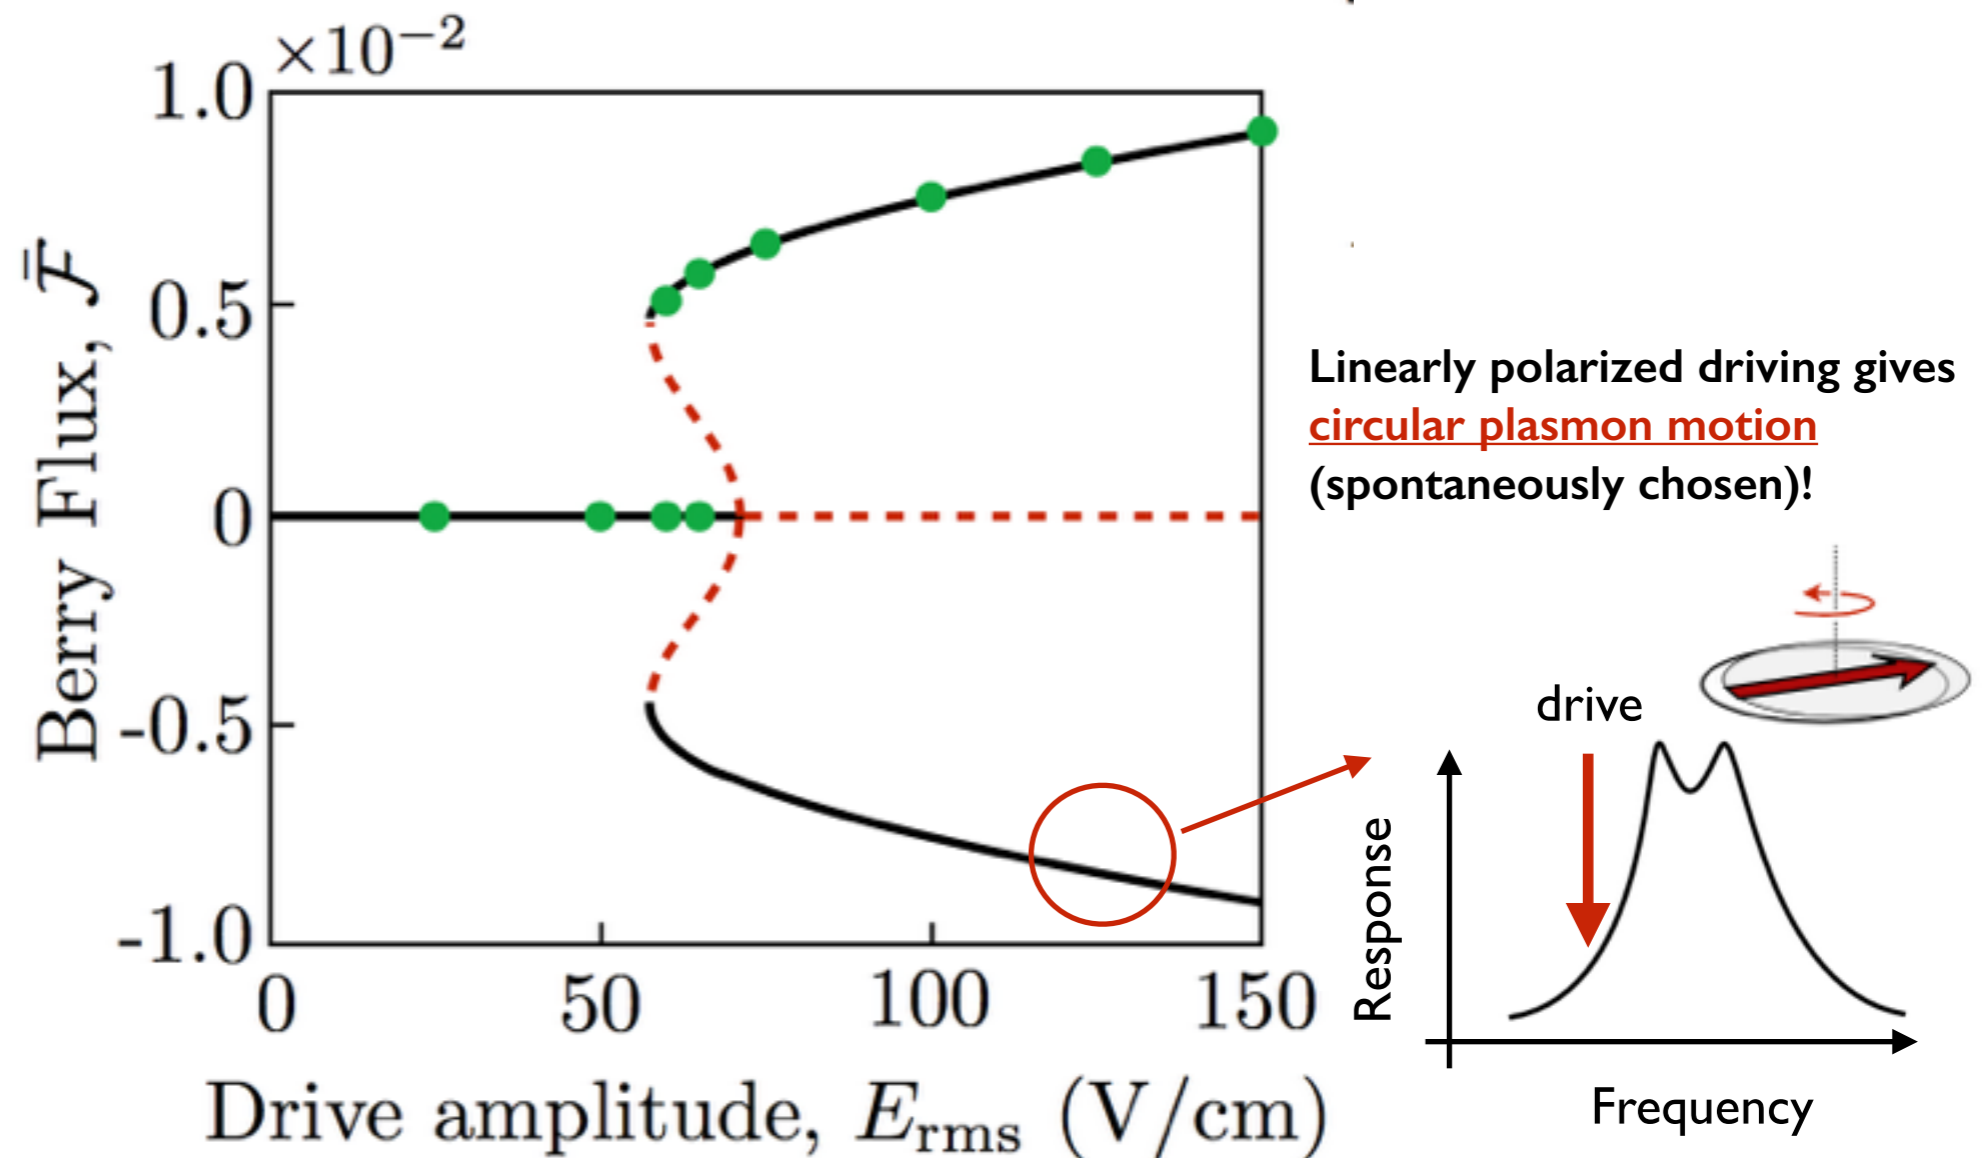 ×10⁻²
1.0
0.5
0
-0.5
-1.0
Berry Flux, 𝓕̄
0
50
100
150
Drive amplitude, E_rms (V/cm)
Linearly polarized driving gives
circular plasmon motion
(spontaneously chosen)!
drive
Response
Frequency